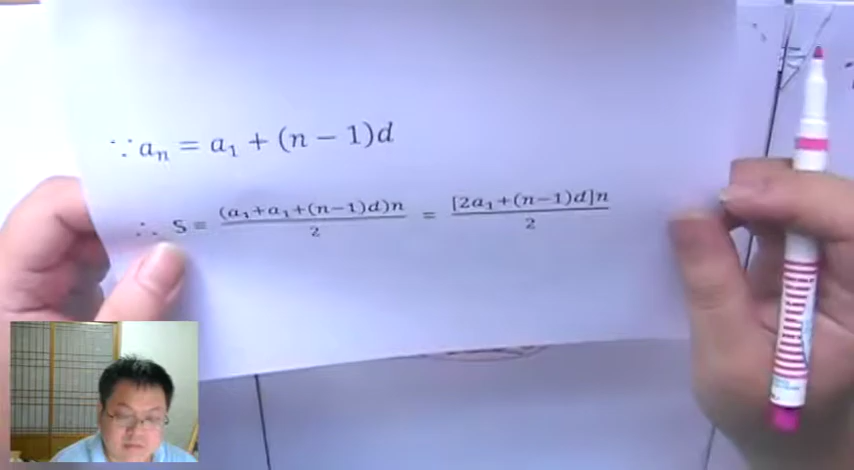 ∵ aₙ = a₁ + (n − 1)d
∴ S = (a₁+a₁+(n−1)d)n / 2 = [2a₁+(n−1)d]n / 2